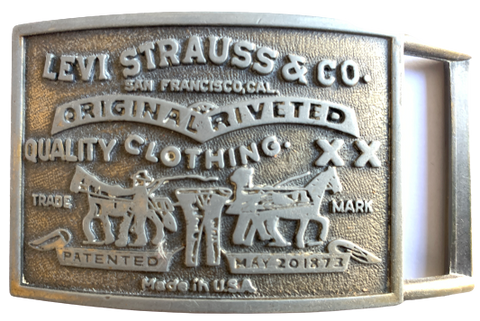 LEVI STRAUSS & CO.
SAN FRANCISCO, CAL.
ORIGINAL RIVETED
QUALITY CLOTHING. XX
TRADE MARK
PATENTED MAY 20 1873
Made in U.S.A.